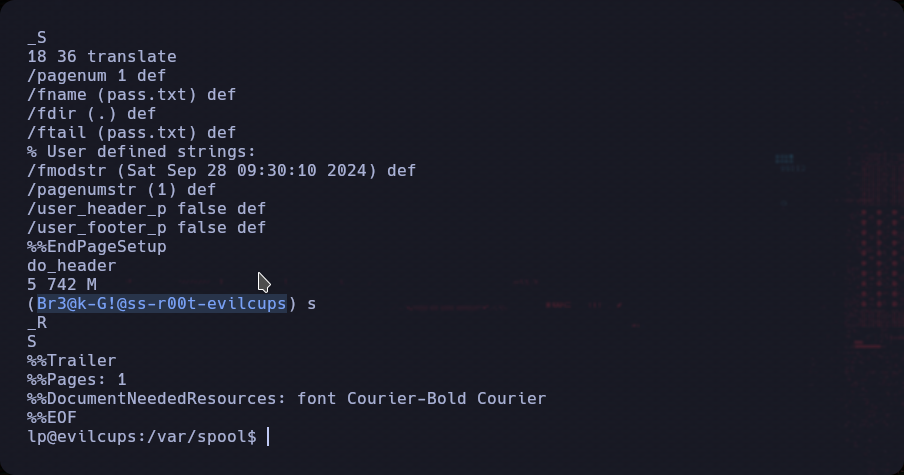 _S
18 36 translate
/pagenum 1 def
/fname (pass.txt) def
/fdir (.) def
/ftail (pass.txt) def
% User defined strings:
/fmodstr (Sat Sep 28 09:30:10 2024) def
/pagenumstr (1) def
/user_header_p false def
/user_footer_p false def
%%EndPageSetup
do_header
5 742 M
(Br3@k-G!@ss-r00t-evilcups) s
_R
S
%%Trailer
%%Pages: 1
%%DocumentNeededResources: font Courier-Bold Courier
%%EOF
lp@evilcups:/var/spool$